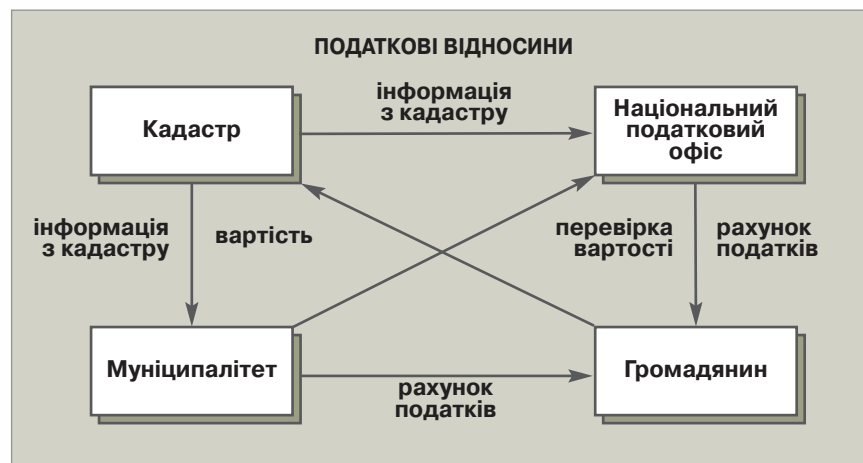 ПОДАТКОВІ ВІДНОСИНИ
Кадастр
інформація
з кадастру
Національний
податковий
офіс
інформація
з кадастру
вартість
перевірка
вартості
рахунок
податків
Муніципалітет
рахунок
податків
Громадянин